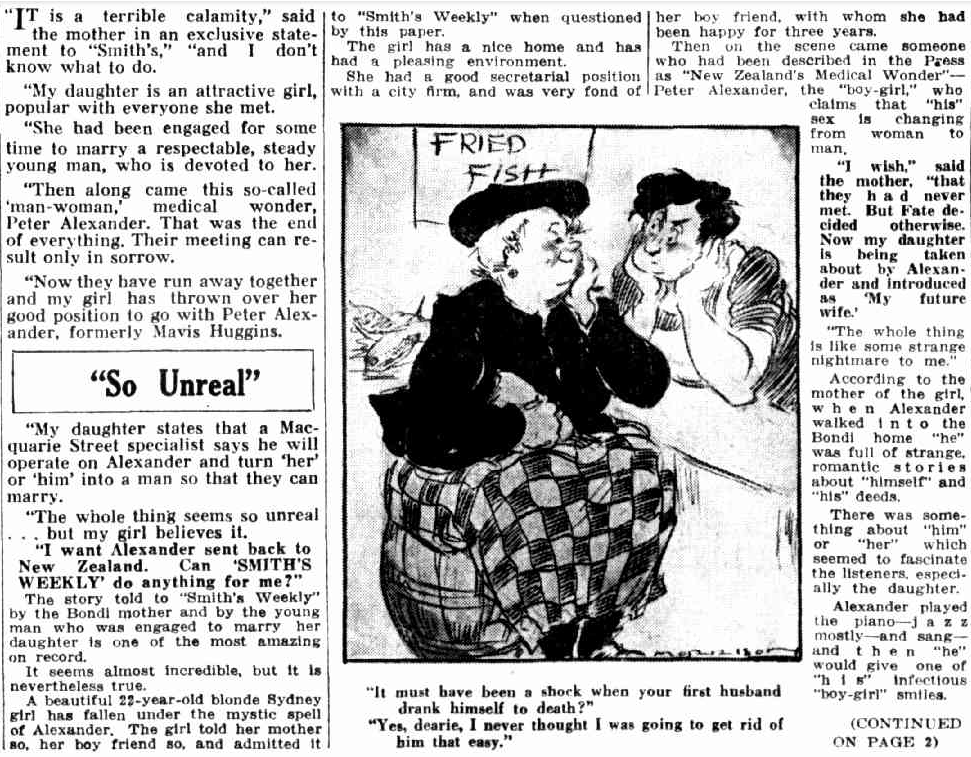 "IT is a terrible calamity," said
the mother in an exclusive state-
ment to "Smith's," "and I don't
know what to do.
"My daughter is an attractive girl,
popular with everyone she met.
"She had been engaged for some
time to marry a respectable, steady
young man, who is devoted to her.
"Then along came this so-called
'man-woman,' medical wonder,
Peter Alexander. That was the end
of everything. Their meeting can re-
sult only in sorrow.
"Now they have run away together
and my girl has thrown over her
good position to go with Peter Alex-
ander, formerly Mavis Huggins.
"So Unreal"
"My daughter states that a Mac-
quarie Street specialist says he will
operate on Alexander and turn 'her'
or 'him' into a man so that they can
marry.
"The whole thing seems so unreal
. . . but my girl believes it.
"I want Alexander sent back to
New Zealand. Can 'SMITH'S
WEEKLY' do anything for me?"
The story told to "Smith's Weekly"
by the Bondi mother and by the young
man who was engaged to marry her
daughter is one of the most amazing
on record.
It seems almost incredible, but it is
nevertheless true.
A beautiful 22-year-old blonde Sydney
girl has fallen under the mystic spell
of Alexander. The girl told her mother
so, her boy friend so, and admitted it
to "Smith's Weekly" when questioned
by this paper.
The girl has a nice home and has
had a pleasing environment.
She had a good secretarial position
with a city firm, and was very fond of
FRIED
FISH
"It must have been a shock when your first husband
drank himself to death?"
"Yes, dearie, I never thought I was going to get rid of
him that easy."
her boy friend, with whom she had
been happy for three years.
Then on the scene came someone
who had been described in the Press
as "New Zealand's Medical Wonder"—
Peter Alexander, the "boy-girl," who
claims that "his"
sex is changing
from woman to
man.
"I wish," said
the mother, "that
they had never
met. But Fate de-
cided otherwise.
Now my daughter
is being taken
about by Alexan-
der and introduced
as 'My future
wife.'
"The whole thing
is like some strange
nightmare to me."
According to the
mother of the girl,
when Alexander
walked into the
Bondi home "he"
was full of strange,
romantic stories
about "himself" and
"his" deeds.
There was some-
thing about "him"
or "her" which
seemed to fascinate
the listeners, especi-
ally the daughter.
Alexander played
the piano—jazz
mostly—and sang—
and then "he"
would give one of
"his" infectious
"boy-girl" smiles.
(CONTINUED
ON PAGE 2)